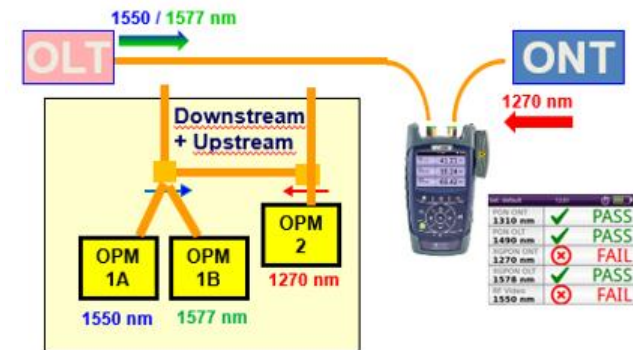 1550 / 1577 nm
OLT
ONT
1270 nm
Downstream
+ Upstream
OPM
1A
OPM
1B
OPM
2
1550 nm
1577 nm
1270 nm
Set: default
PON ONT
1310 nm PASS
PON OLT
1490 nm PASS
XGPON ONT
1270 nm FAIL
XGPON OLT
1578 nm PASS
RF Video
1550 nm FAIL